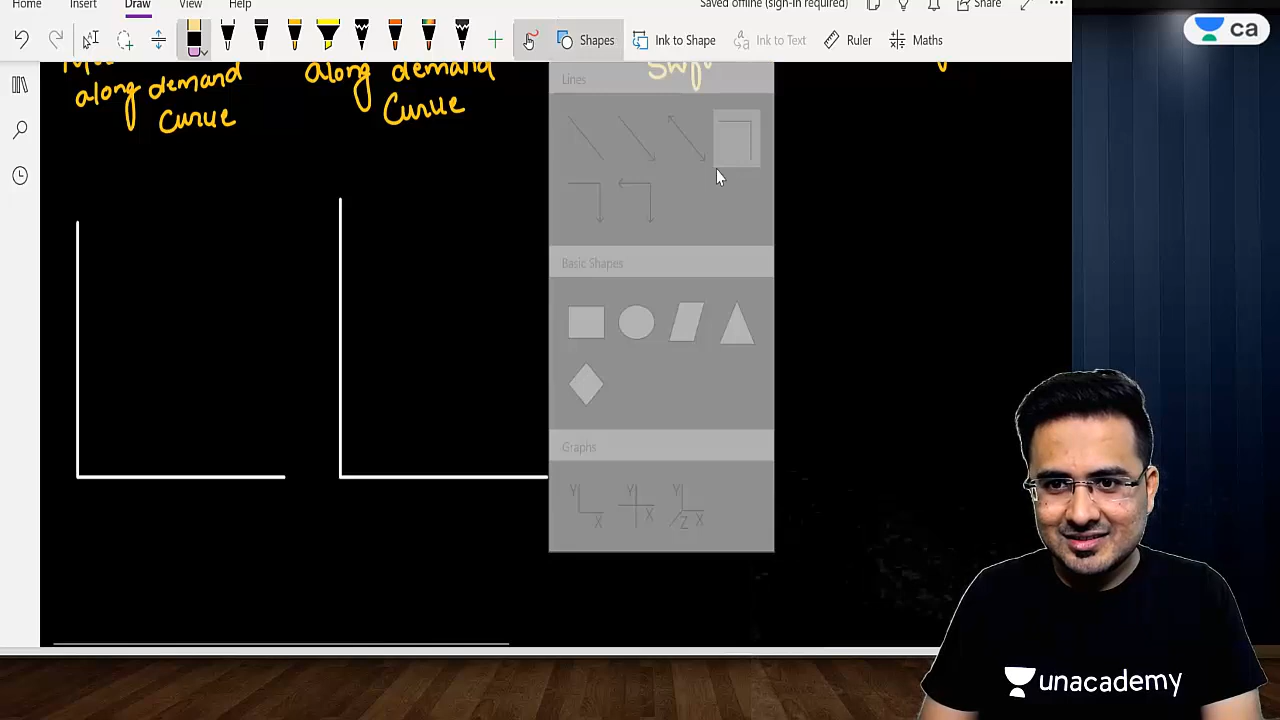 Home Insert Draw View Help Saved offline (sign-in required) Share
Shapes Ink to Shape Ink to Text Ruler Maths
ca
along demand
Curve
along demand
Curve
Lines
Basic Shapes
Graphs
Y X
Y X
Y Z X
unacademy